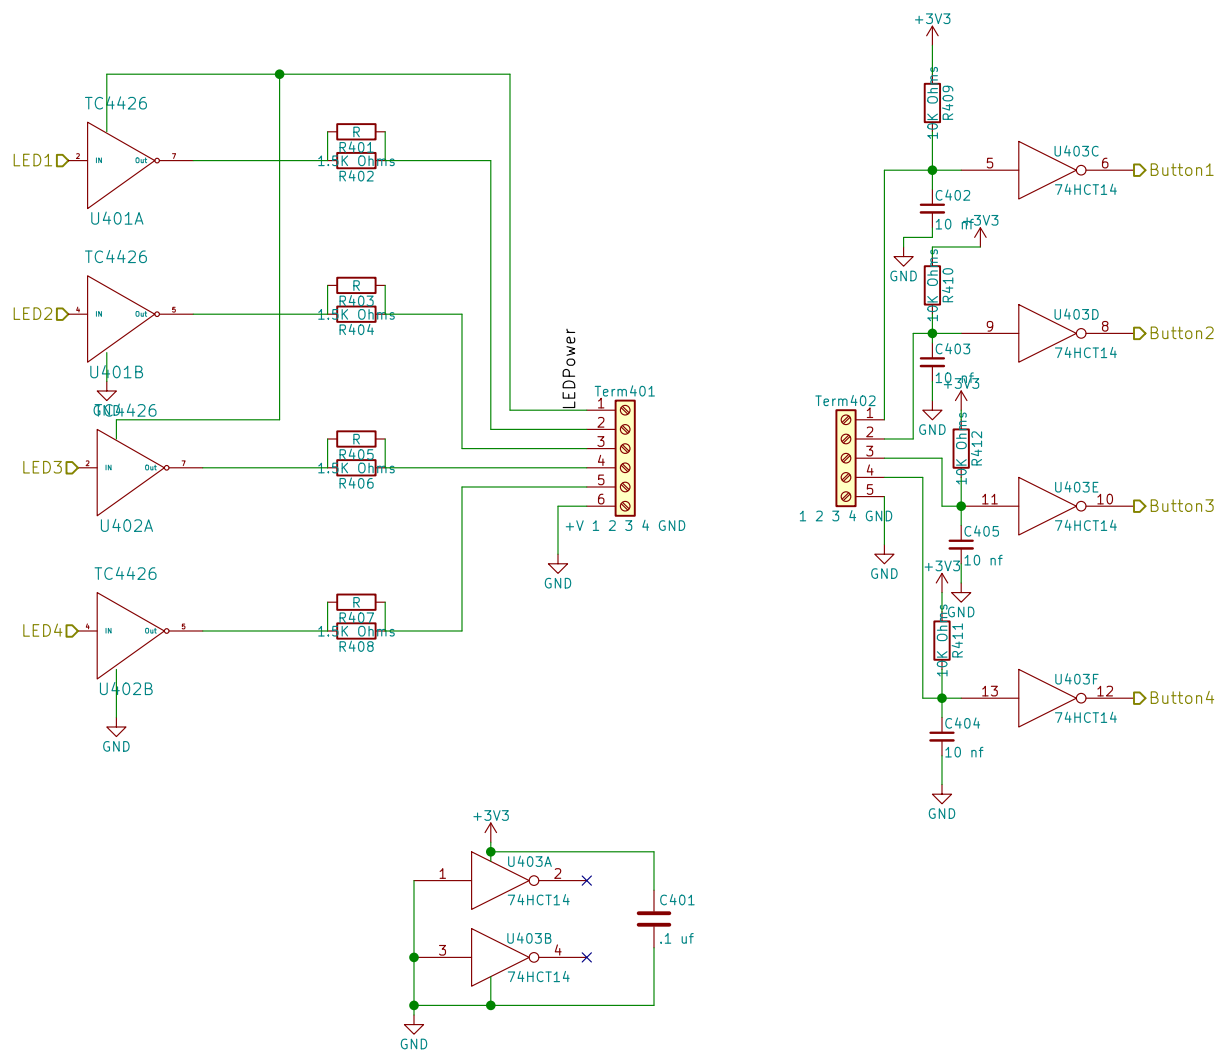 TC4426
LED1
2
IN
Out
7
U401A
R
R401
1.5K Ohms
R402
TC4426
LED2
4
IN
Out
5
U401B
GND
R
R403
1.5K Ohms
R404
TC4426
LED3
2
IN
Out
7
U402A
R
R405
1.5K Ohms
R406
TC4426
LED4
4
IN
Out
5
U402B
GND
R
R407
1.5K Ohms
R408
LEDPower
Term401
1
2
3
4
5
6
+V 1 2 3 4 GND
GND
+3V3
10K Ohms
R409
5
U403C
6
74HCT14
Button1
C402
10 nf
GND
+3V3
10K Ohms
R410
9
U403D
8
74HCT14
Button2
C403
10 nf
GND
Term402
1
2
3
4
5
1 2 3 4 GND
GND
+3V3
10K Ohms
R412
11
U403E
10
74HCT14
Button3
C405
10 nf
GND
+3V3
10K Ohms
R411
13
U403F
12
74HCT14
Button4
C404
10 nf
GND
+3V3
1
U403A
2
74HCT14
3
U403B
4
74HCT14
C401
.1 uf
GND